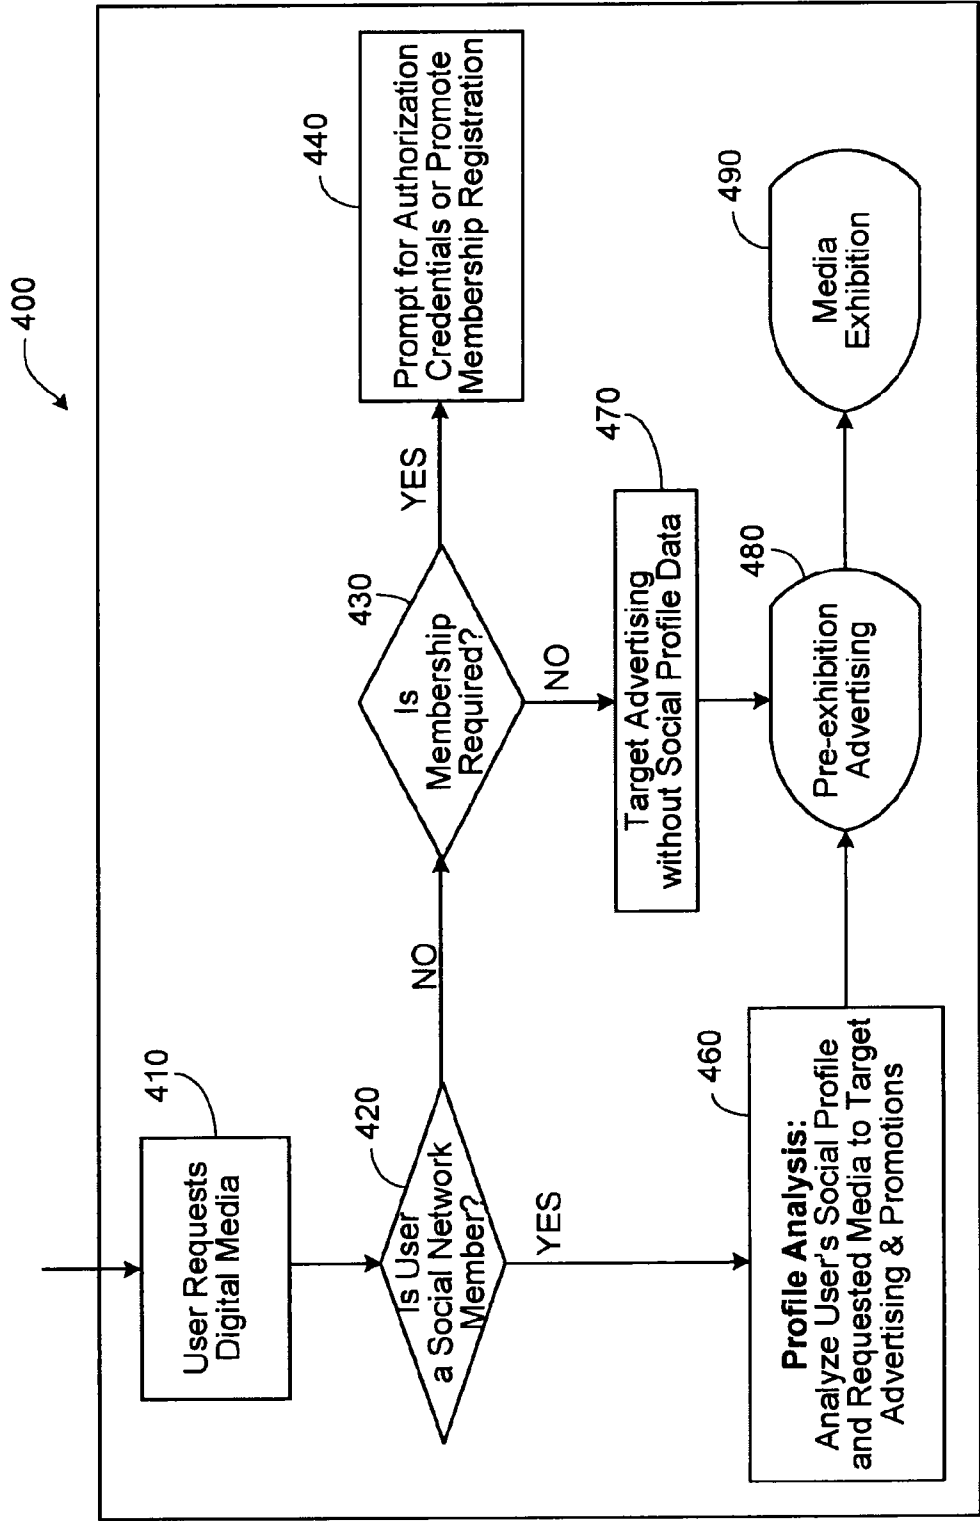 400
410
User Requests
Digital Media
420
Is User
a Social Network
Member?
NO
YES
430
Is
Membership
Required?
YES
NO
440
Prompt for Authorization
Credentials or Promote
Membership Registration
470
Target Advertising
without Social Profile Data
460
Profile Analysis:
Analyze User's Social Profile
and Requested Media to Target
Advertising & Promotions
480
Pre-exhibition
Advertising
490
Media
Exhibition